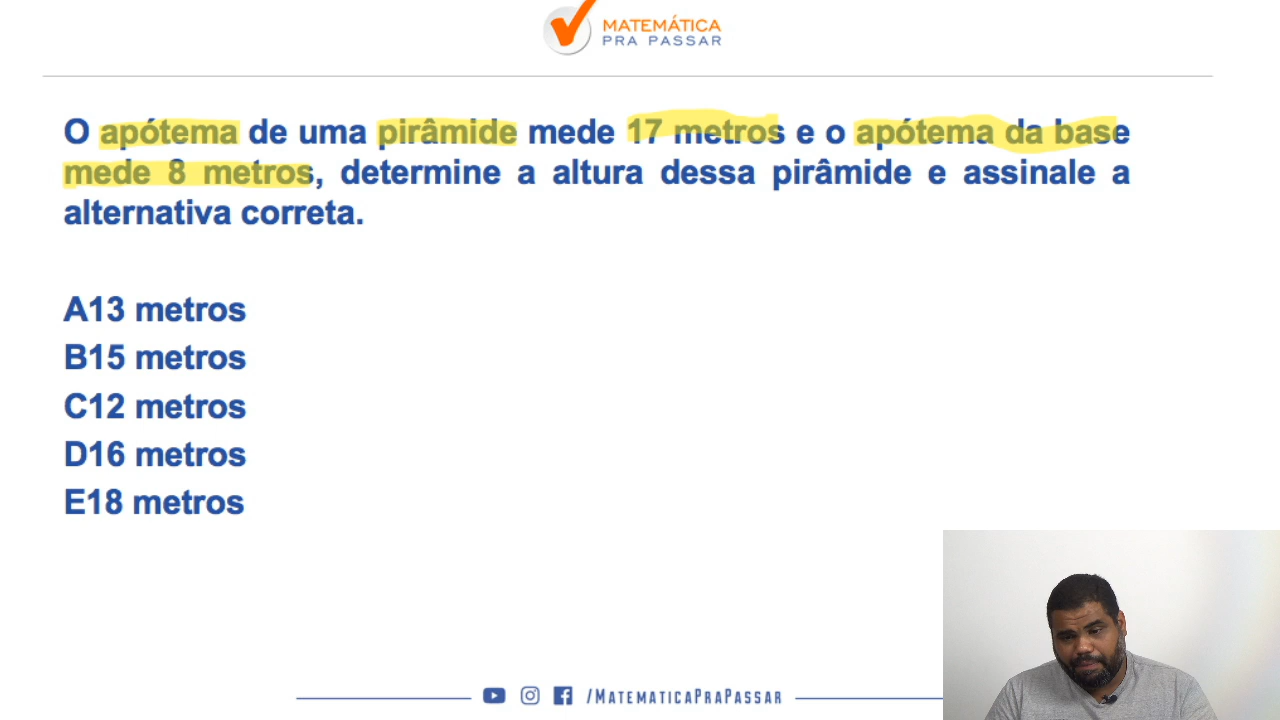 MATEMÁTICA
PRA PASSAR
O apótema de uma pirâmide mede 17 metros e o apótema da base
mede 8 metros, determine a altura dessa pirâmide e assinale a
alternativa correta.
A13 metros
B15 metros
C12 metros
D16 metros
E18 metros
/MATEMATICAPRAPASSAR